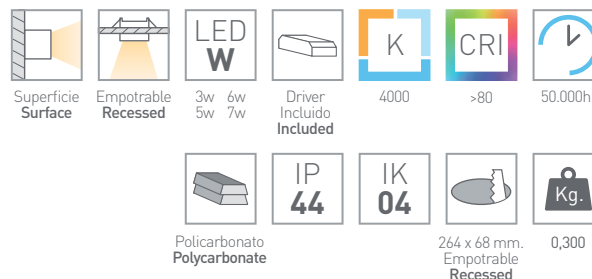 LED
W
K
CRI
Superficie
Surface
Empotrable
Recessed
3w 6w
5w 7w
Driver
Incluido
Included
4000
>80
50.000h
IP
44
IK
04
Kg.
Policarbonato
Polycarbonate
264 x 68 mm.
Empotrable
Recessed
0,300